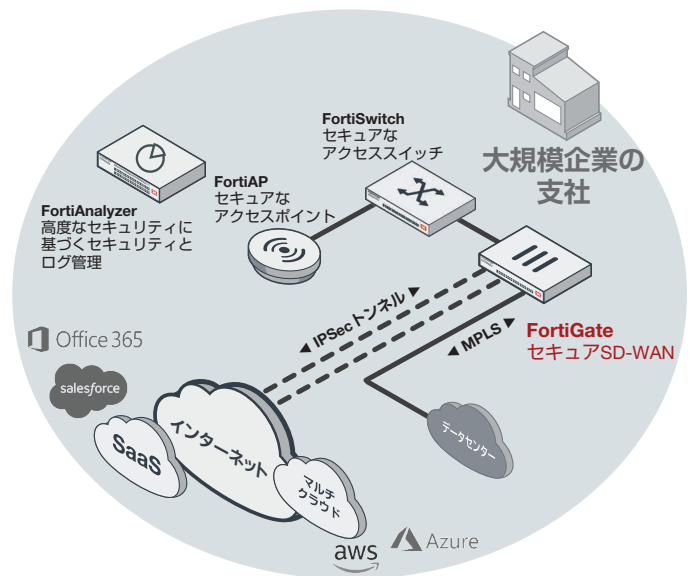 大規模企業の
支社
FortiSwitch
セキュアな
アクセススイッチ
FortiAP
セキュアな
アクセスポイント
FortiAnalyzer
高度なセキュリティに
基づくセキュリティと
ログ管理
◀ IPSecトンネル ▶
◀ MPLS ▶
FortiGate
セキュアSD-WAN
Office 365
salesforce
SaaS
インターネット
マルチ
クラウド
データセンター
aws
Azure